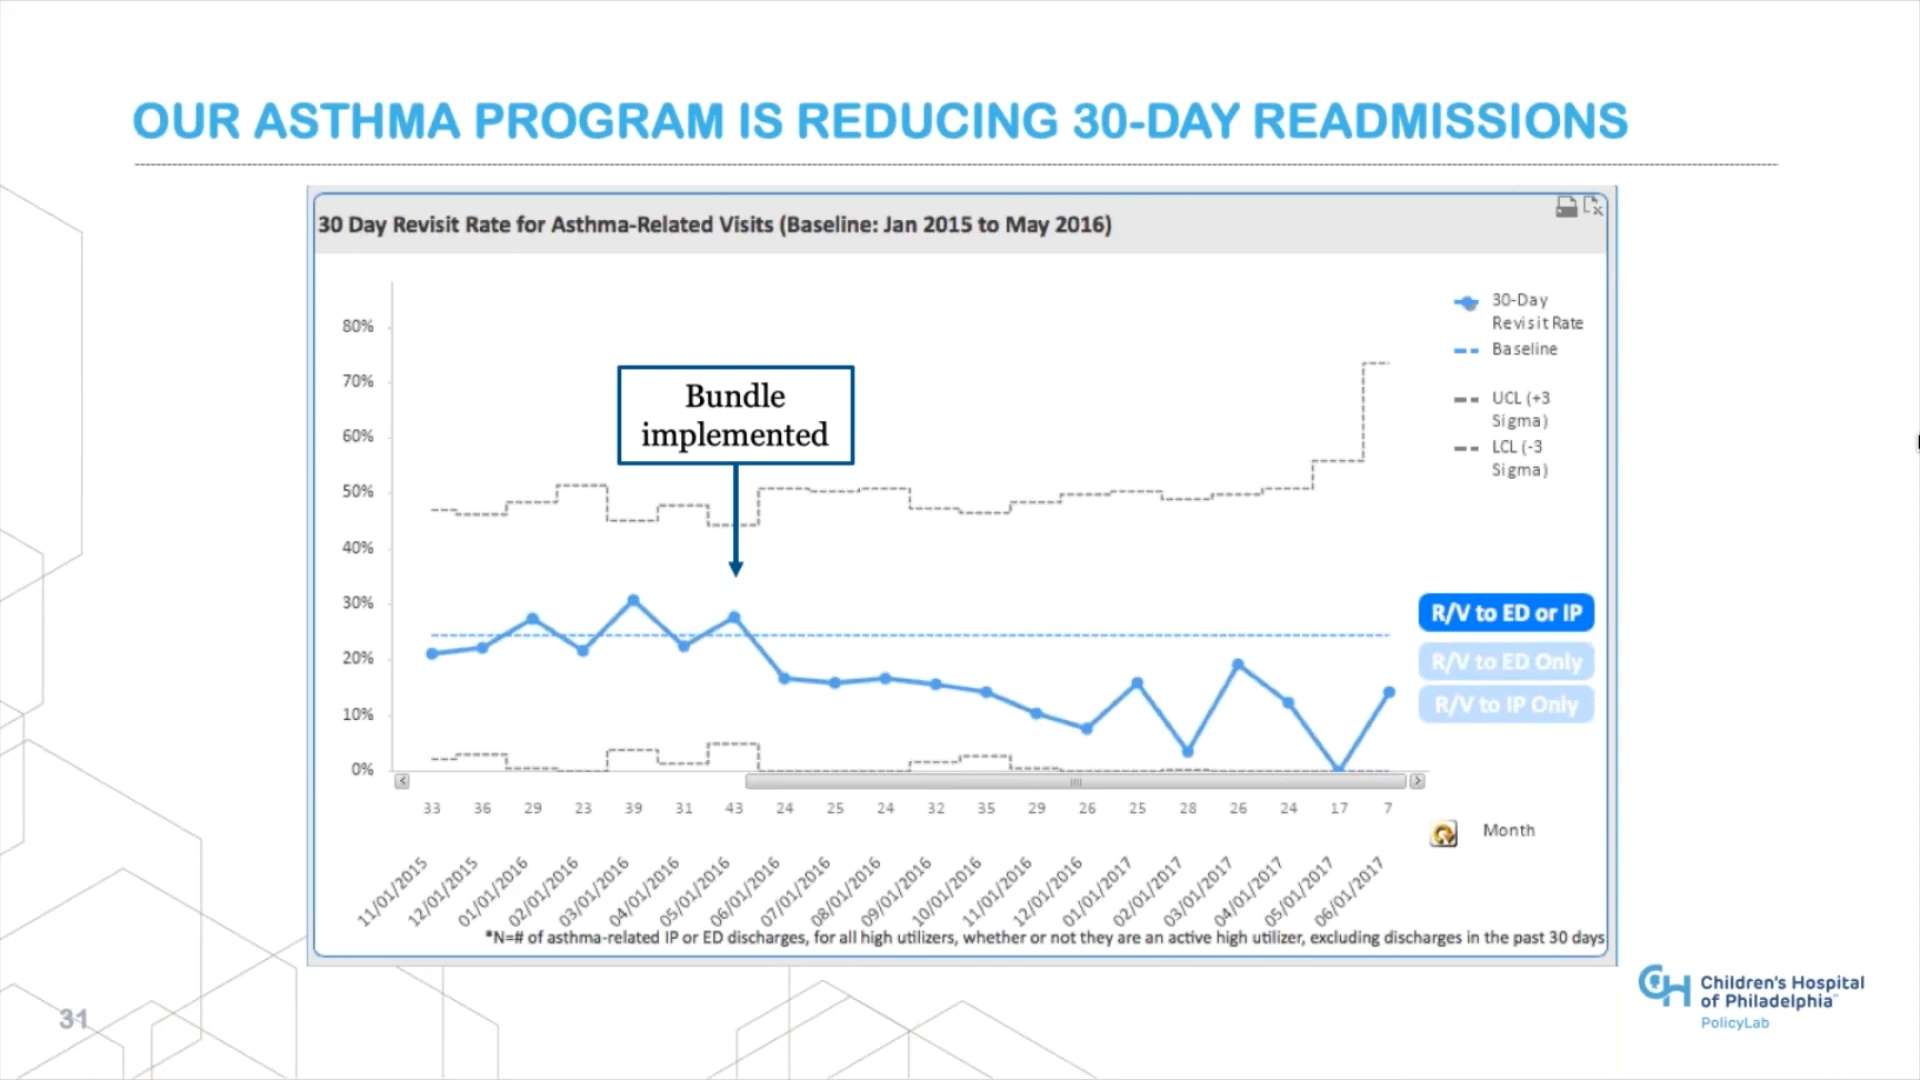 OUR ASTHMA PROGRAM IS REDUCING 30-DAY READMISSIONS
30 Day Revisit Rate for Asthma-Related Visits (Baseline: Jan 2015 to May 2016)
80%
70%
60%
50%
40%
30%
20%
10%
0%
Bundle
implemented
30-Day
Revisit Rate
Baseline
UCL (+3
Sigma)
LCL (-3
Sigma)
R/V to ED or IP
R/V to ED Only
R/V to IP Only
33 36 29 23 39 31 43 24 25 24 32 35 29 26 25 28 26 24 17 7
Month
11/01/2015 12/01/2015 01/01/2016 02/01/2016 03/01/2016 04/01/2016 05/01/2016 06/01/2016 07/01/2016 08/01/2016 09/01/2016 10/01/2016 11/01/2016 12/01/2016 01/01/2017 02/01/2017 03/01/2017 04/01/2017 05/01/2017 06/01/2017
*N=# of asthma-related IP or ED discharges, for all high utilizers, whether or not they are an active high utilizer, excluding discharges in the past 30 days
31
CH
Children's Hospital
of Philadelphia™
PolicyLab